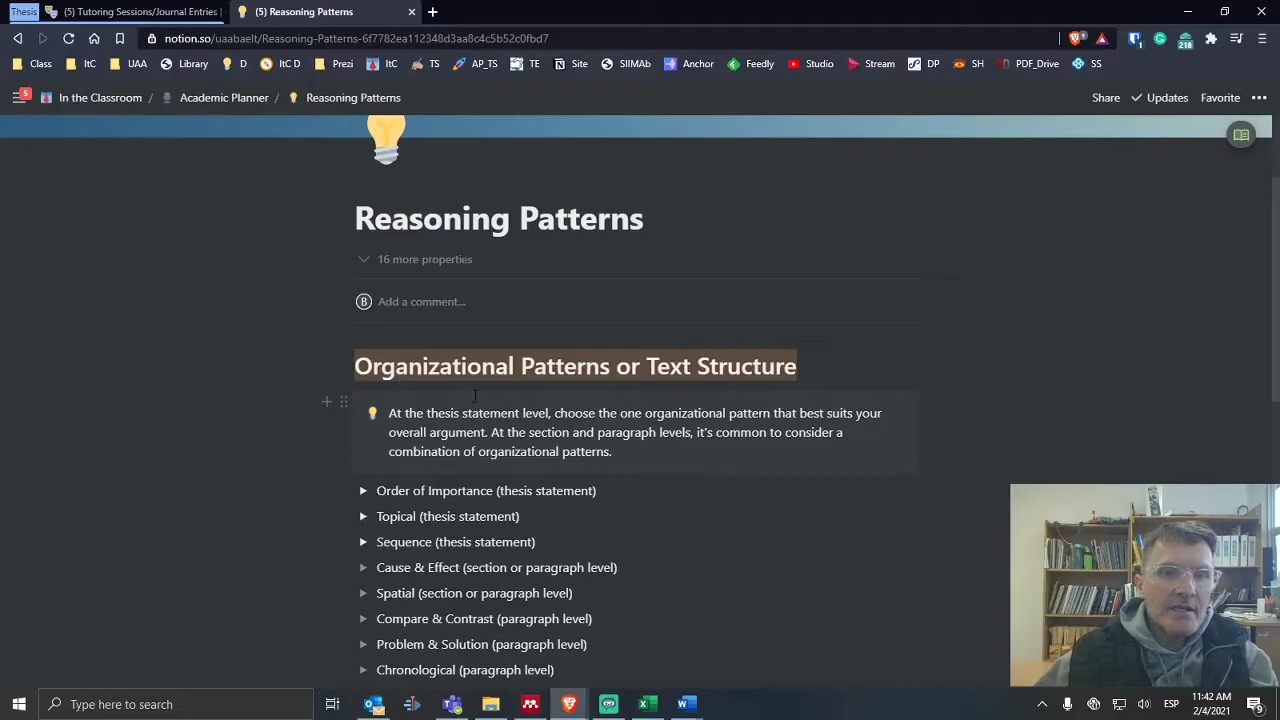 Thesis (5) Tutoring Sessions/Journal Entries | (5) Reasoning Patterns
notion.so/uaabaelt/Reasoning-Patterns-6f7782ea112348d3aa8c4c5b52c0fbd7 9 1 218
Class ItC UAA Library D ItC D Prezi ItC TS AP_TS TE Site SIIMAb Anchor Feedly Studio Stream DP SH PDF_Drive SS
5 In the Classroom / Academic Planner / Reasoning Patterns Share Updates Favorite
Reasoning Patterns
16 more properties
B Add a comment...
Organizational Patterns or Text Structure
At the thesis statement level, choose the one organizational pattern that best suits your
overall argument. At the section and paragraph levels, it's common to consider a
combination of organizational patterns.
Order of Importance (thesis statement)
Topical (thesis statement)
Sequence (thesis statement)
Cause & Effect (section or paragraph level)
Spatial (section or paragraph level)
Compare & Contrast (paragraph level)
Problem & Solution (paragraph level)
Chronological (paragraph level)
Type here to search ESP 11:42 AM
2/4/2021